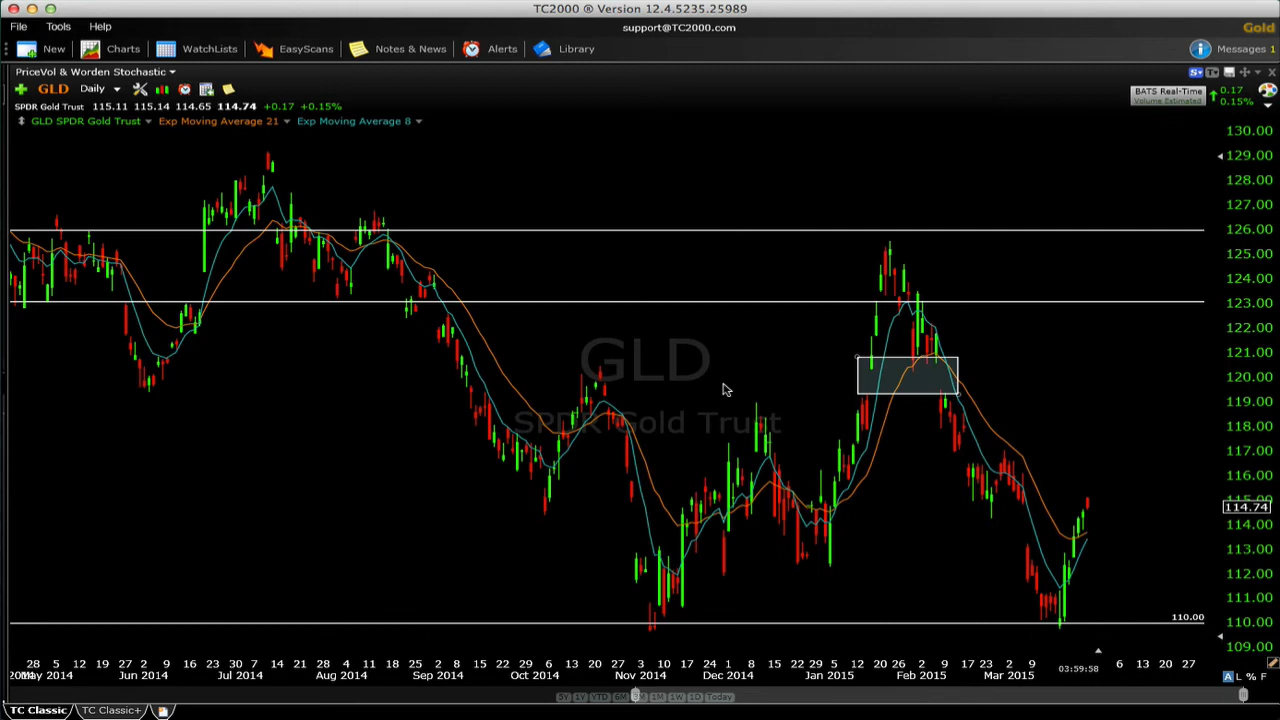 TC2000 ® Version 12.4.5235.25989
File Tools Help support@TC2000.com Gold
New Charts WatchLists EasyScans Notes & News Alerts Library Messages 1
PriceVol & Worden Stochastic
GLD Daily BATS Real-Time 0.17
Volume Estimated 0.15%
SPDR Gold Trust 115.11 115.14 114.65 114.74 +0.17 +0.15%
GLD SPDR Gold Trust Exp Moving Average 21 Exp Moving Average 8
130.00
129.00
128.00
127.00
126.00
125.00
124.00
123.00
122.00
121.00
GLD
120.00
119.00
SPDR Gold Trust
118.00
117.00
116.00
115.00
114.74
114.00
113.00
112.00
111.00
110.00 110.00
109.00
28 5 12 19 27 2 9 16 23 30 7 14 21 28 4 11 18 25 2 8 15 22 29 6 13 20 27 3 10 17 24 1 8 15 22 29 5 12 20 26 2 9 17 23 2 9 03:59:58 6 13 20 27
2014 May 2014 Jun 2014 Jul 2014 Aug 2014 Sep 2014 Oct 2014 Nov 2014 Dec 2014 Jan 2015 Feb 2015 Mar 2015 A L % F
5Y 1Y YTD 6M 1M 1W 1D Today
TC Classic TC Classic+